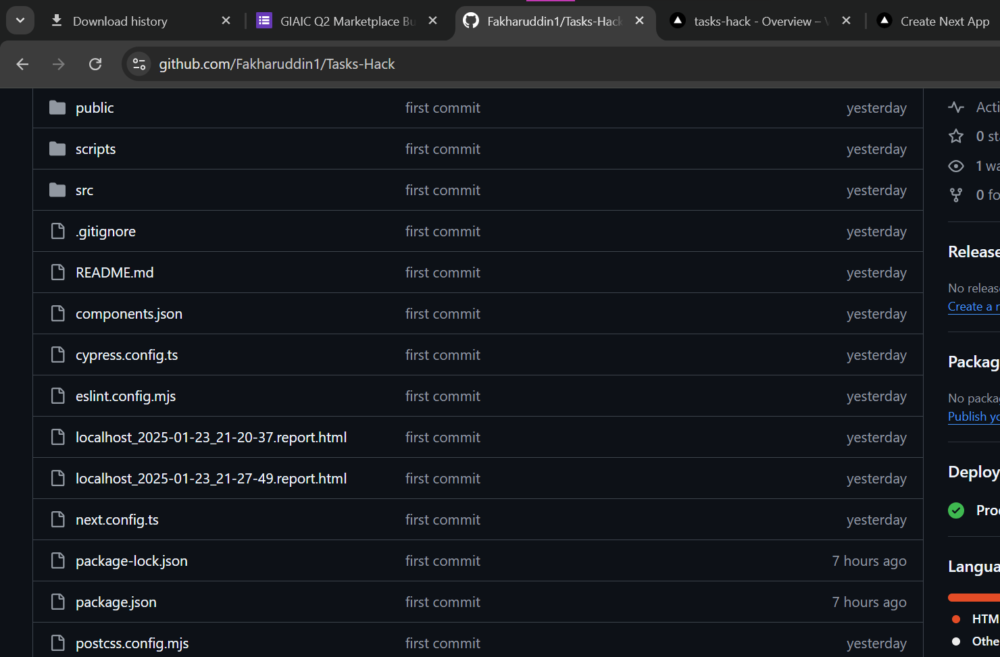 Download history
GIAIC Q2 Marketplace Bu
Fakharuddin1/Tasks-Hack
tasks-hack - Overview –
Create Next App
github.com/Fakharuddin1/Tasks-Hack
public first commit yesterday
scripts first commit yesterday
src first commit yesterday
.gitignore first commit yesterday
README.md first commit yesterday
components.json first commit yesterday
cypress.config.ts first commit yesterday
eslint.config.mjs first commit yesterday
localhost_2025-01-23_21-20-37.report.html first commit yesterday
localhost_2025-01-23_21-27-49.report.html first commit yesterday
next.config.ts first commit yesterday
package-lock.json first commit 7 hours ago
package.json first commit 7 hours ago
postcss.config.mjs first commit yesterday
Acti
0 sta
1 wa
0 fo
Release
No releas
Create a
Packag
No packa
Publish yo
Deploy
Pro
Langua
HTM
Othe